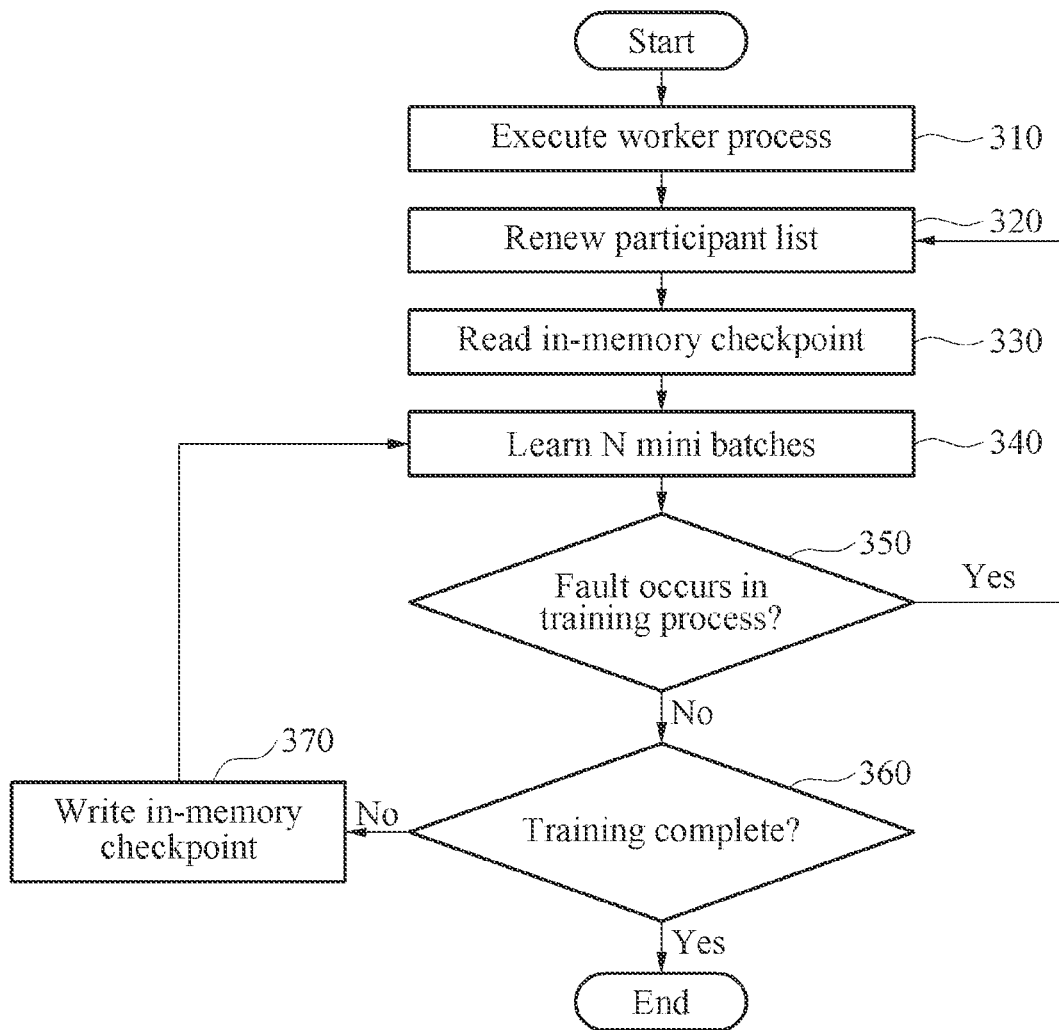 Start
Execute worker process
310
Renew participant list
320
Read in-memory checkpoint
330
Learn N mini batches
340
350
Fault occurs in
training process?
Yes
No
370
360
Write in-memory
checkpoint
No
Training complete?
Yes
End